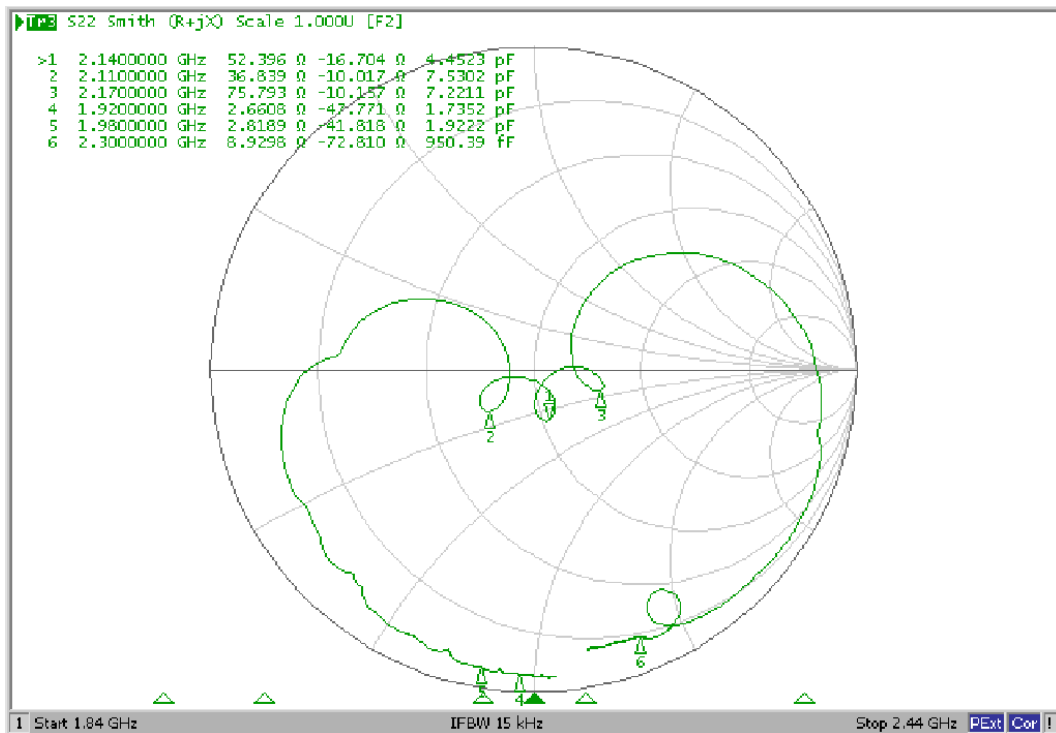 Tr3 S22 Smith (R+jX) Scale 1.000U [F2]
>1 2.1400000 GHz 52.396 Ω -16.704 Ω 4.4523 pF
2 2.1100000 GHz 36.839 Ω -10.017 Ω 7.5302 pF
3 2.1700000 GHz 75.793 Ω -10.157 Ω 7.2211 pF
4 1.9200000 GHz 2.6608 Ω -47.771 Ω 1.7352 pF
5 1.9800000 GHz 2.8189 Ω -41.818 Ω 1.9222 pF
6 2.3000000 GHz 8.9298 Ω -72.810 Ω 950.39 fF
1
2
3
6
5
4
1 Start 1.84 GHz IFBW 15 kHz Stop 2.44 GHz PExt Cor !